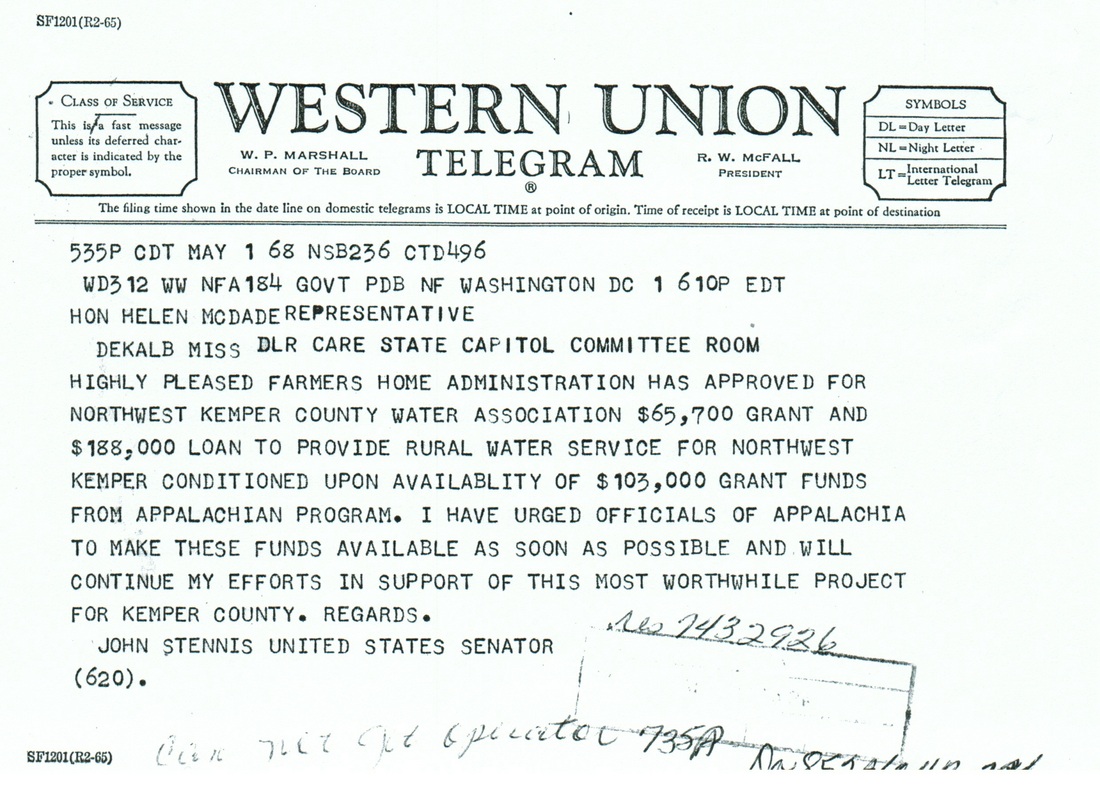 SF1201(R2-65)
CLASS OF SERVICE
This is a fast message
unless its deferred char-
acter is indicated by the
proper symbol.
WESTERN UNION
TELEGRAM
®
W. P. MARSHALL
CHAIRMAN OF THE BOARD
R. W. McFALL
PRESIDENT
SYMBOLS
DL=Day Letter
NL=Night Letter
LT=International Letter Telegram
The filing time shown in the date line on domestic telegrams is LOCAL TIME at point of origin. Time of receipt is LOCAL TIME at point of destination
535P CDT MAY 1 68 NSB236 CTD496
WD312 WW NFA184 GOVT PDB NF WASHINGTON DC 1 610P EDT
HON HELEN MCDADE REPRESENTATIVE
DEKALB MISS DLR CARE STATE CAPITOL COMMITTEE ROOM
HIGHLY PLEASED FARMERS HOME ADMINISTRATION HAS APPROVED FOR
NORTHWEST KEMPER COUNTY WATER ASSOCIATION $65,700 GRANT AND
$188,000 LOAN TO PROVIDE RURAL WATER SERVICE FOR NORTHWEST
KEMPER CONDITIONED UPON AVAILABLITY OF $103,000 GRANT FUNDS
FROM APPALACHIAN PROGRAM. I HAVE URGED OFFICIALS OF APPALACHIA
TO MAKE THESE FUNDS AVAILABLE AS SOON AS POSSIBLE AND WILL
CONTINUE MY EFFORTS IN SUPPORT OF THIS MOST WORTHWHILE PROJECT
FOR KEMPER COUNTY. REGARDS.
JOHN STENNIS UNITED STATES SENATOR
(620).
Res 7432926
Can not get operator 735A
SF1201(R2-65)